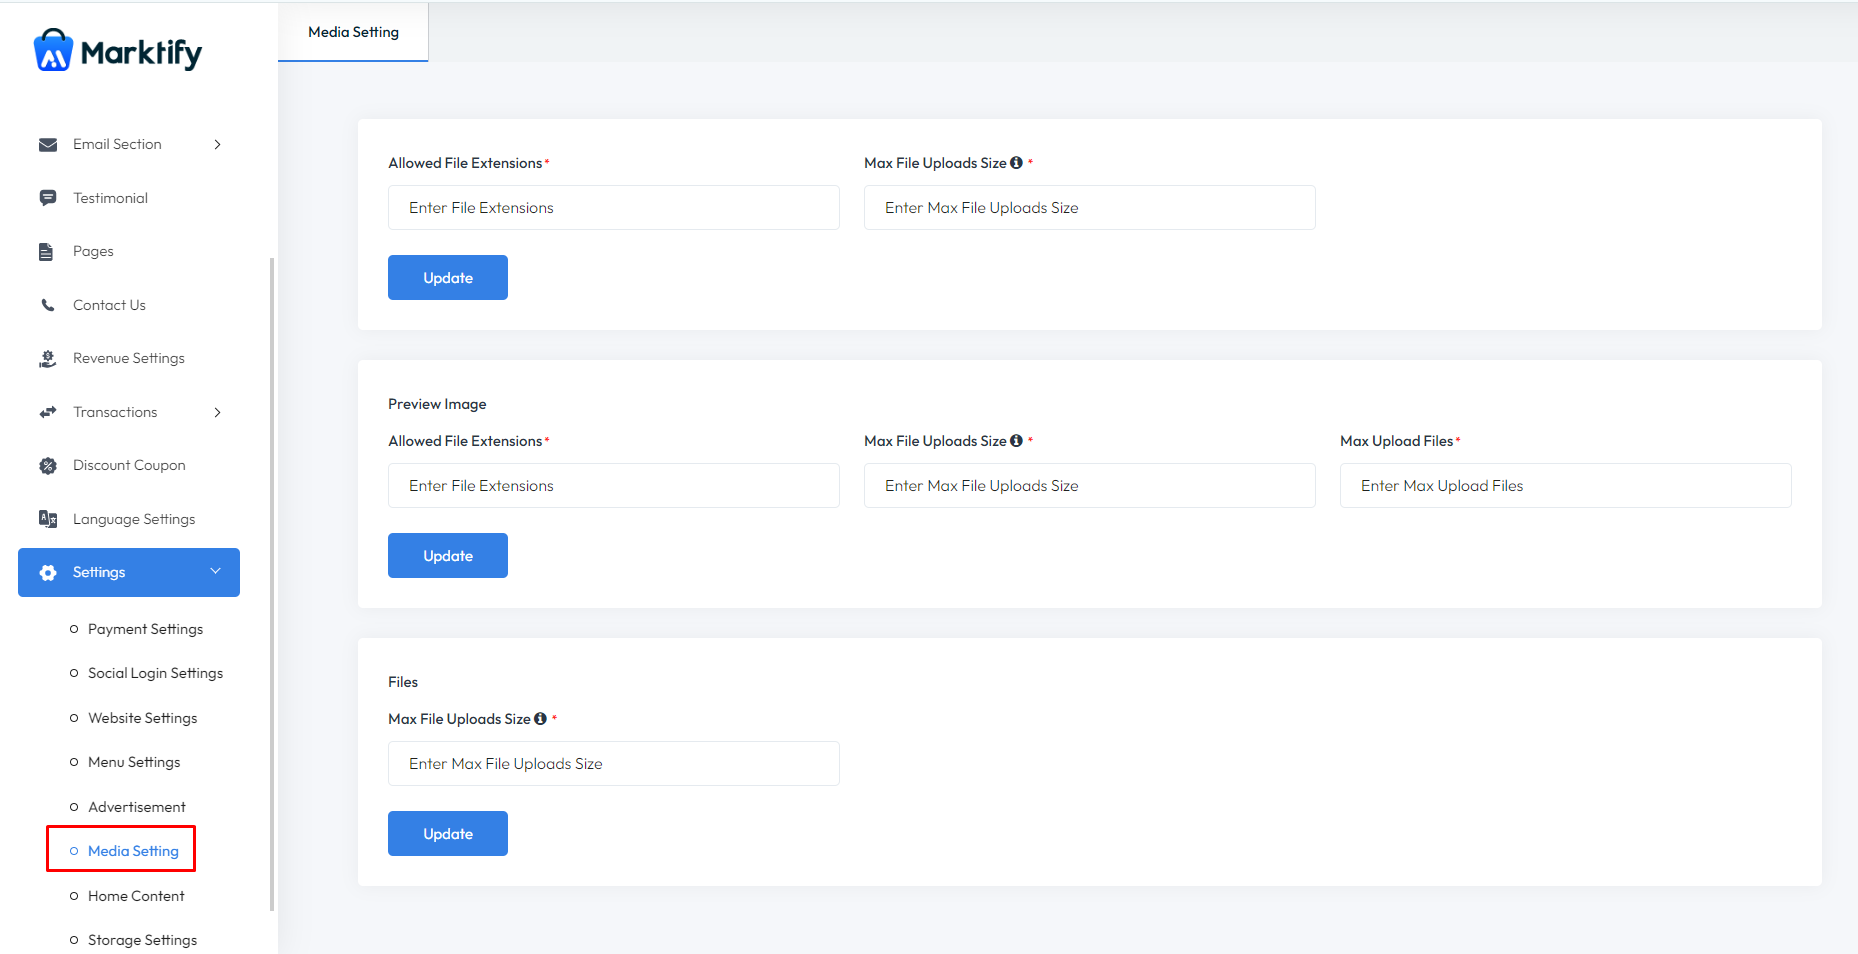 Marktify
Email Section
Testimonial
Pages
Contact Us
Revenue Settings
Transactions
Discount Coupon
Language Settings
Settings
Payment Settings
Social Login Settings
Website Settings
Menu Settings
Advertisement
Media Setting
Home Content
Storage Settings
Media Setting
Allowed File Extensions* Max File Uploads Size *
Enter File Extensions Enter Max File Uploads Size
Update
Preview Image
Allowed File Extensions* Max File Uploads Size * Max Upload Files*
Enter File Extensions Enter Max File Uploads Size Enter Max Upload Files
Update
Files
Max File Uploads Size *
Enter Max File Uploads Size
Update